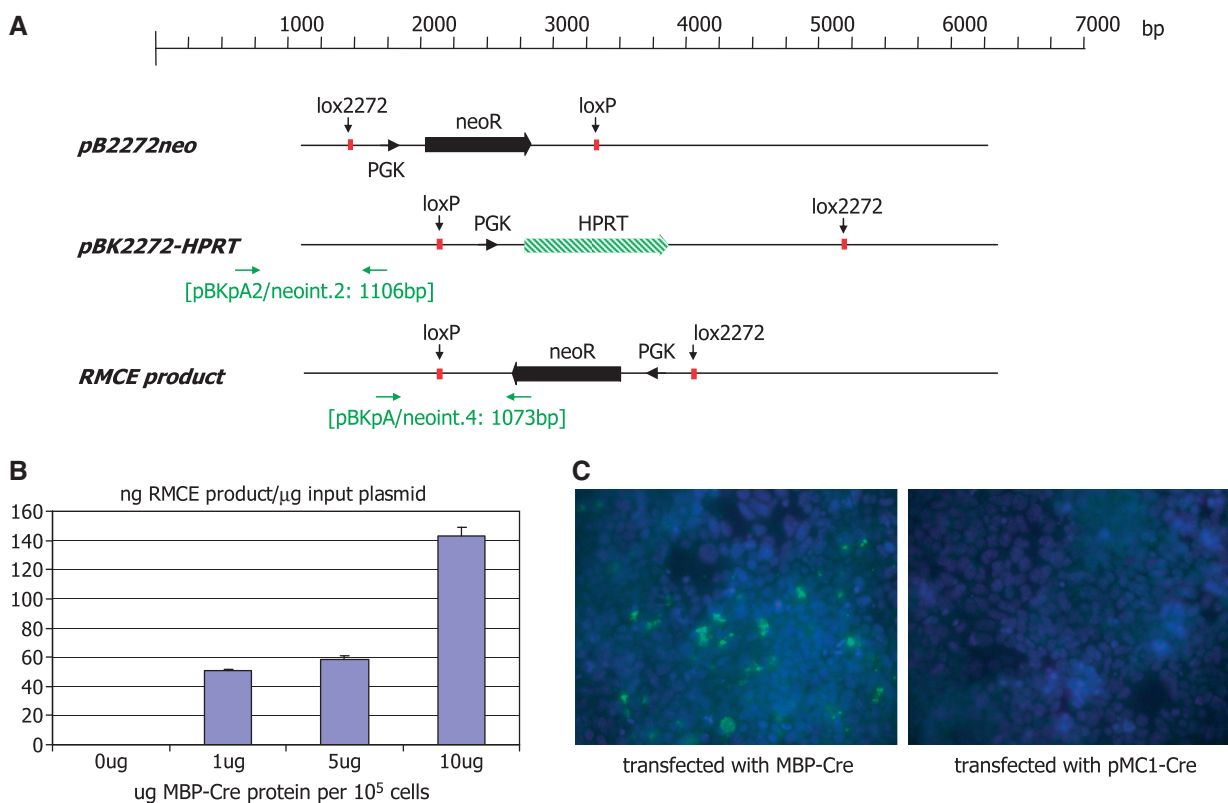 A
1000 2000 3000 4000 5000 6000 7000 bp
lox2272 loxP
neoR
pB2272neo
PGK
loxP PGK HPRT lox2272
pBK2272-HPRT
[pBKpA2/neoint.2: 1106bp]
loxP neoR PGK lox2272
RMCE product
[pBKpA/neoint.4: 1073bp]
B
ng RMCE product/μg input plasmid
160
140
120
100
80
60
40
20
0
0ug 1ug 5ug 10ug
ug MBP-Cre protein per 10⁵ cells
C
transfected with MBP-Cre transfected with pMC1-Cre